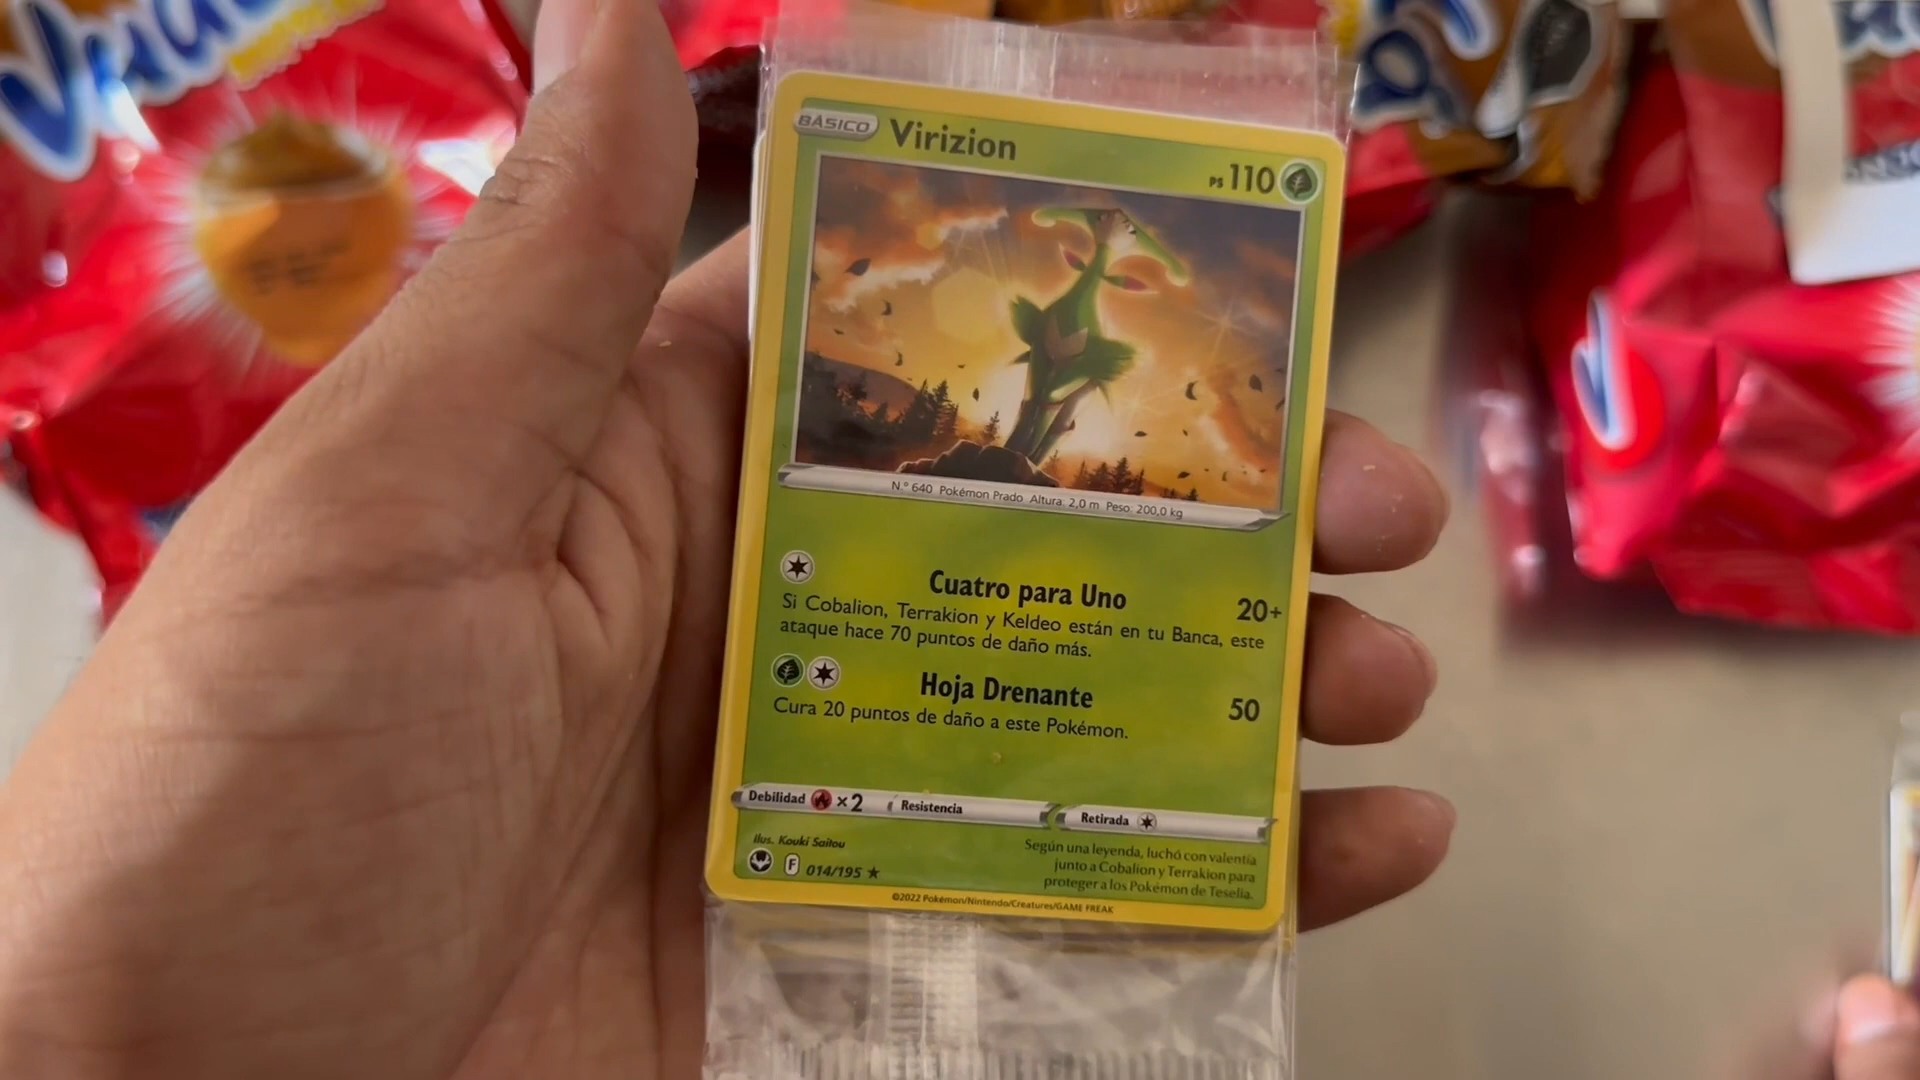 BÁSICO Virizion PS 110
N.º 640 Pokémon Prado Altura: 2,0 m Peso: 200,0 kg
Cuatro para Uno 20+
Si Cobalion, Terrakion y Keldeo están en tu Banca, este
ataque hace 70 puntos de daño más.
Hoja Drenante 50
Cura 20 puntos de daño a este Pokémon.
Debilidad ×2 Resistencia Retirada
Ilus. Kouki Saitou
F 014/195 ★
Según una leyenda, luchó con valentía
junto a Cobalion y Terrakion para
proteger a los Pokémon de Teselia.
©2022 Pokémon/Nintendo/Creatures/GAME FREAK